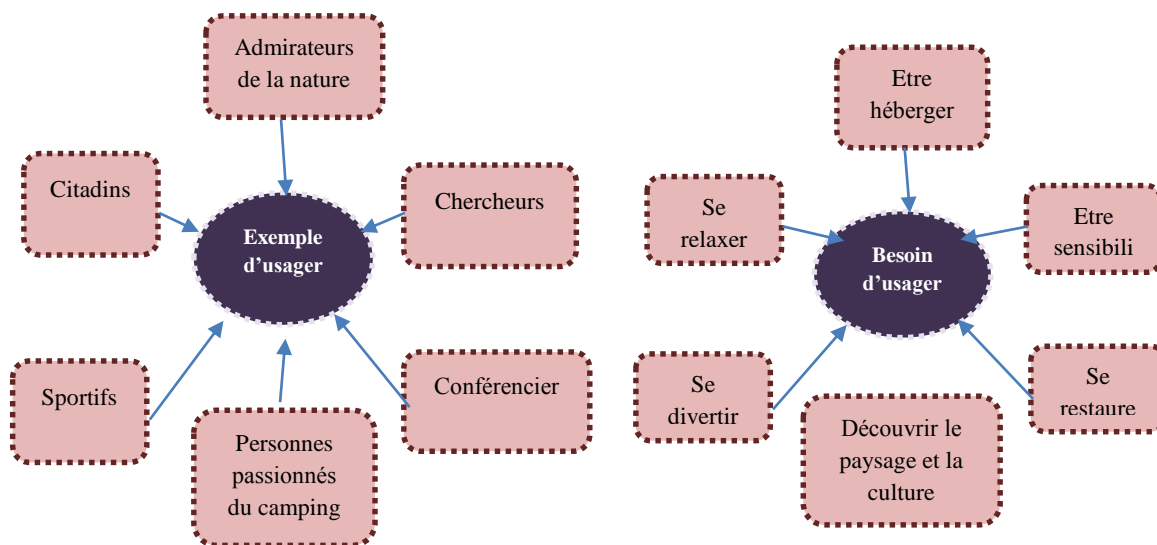 Admirateurs
de la nature
Citadins
Chercheurs
Exemple
d'usager
Sportifs
Conférencier
Personnes
passionnés
du camping
Etre
héberger
Se
relaxer
Etre
sensibili
Besoin
d'usager
Se
divertir
Se
restaure
Découvrir le
paysage et la
culture